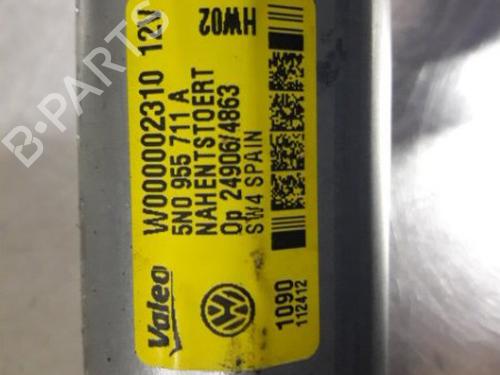 Valeo
W000002310 12V
5N0 955 711 A
NAHENTSTOERT
Op 24906/4863
SW4 SPAIN
HW02
1090
112412
B-PARTS